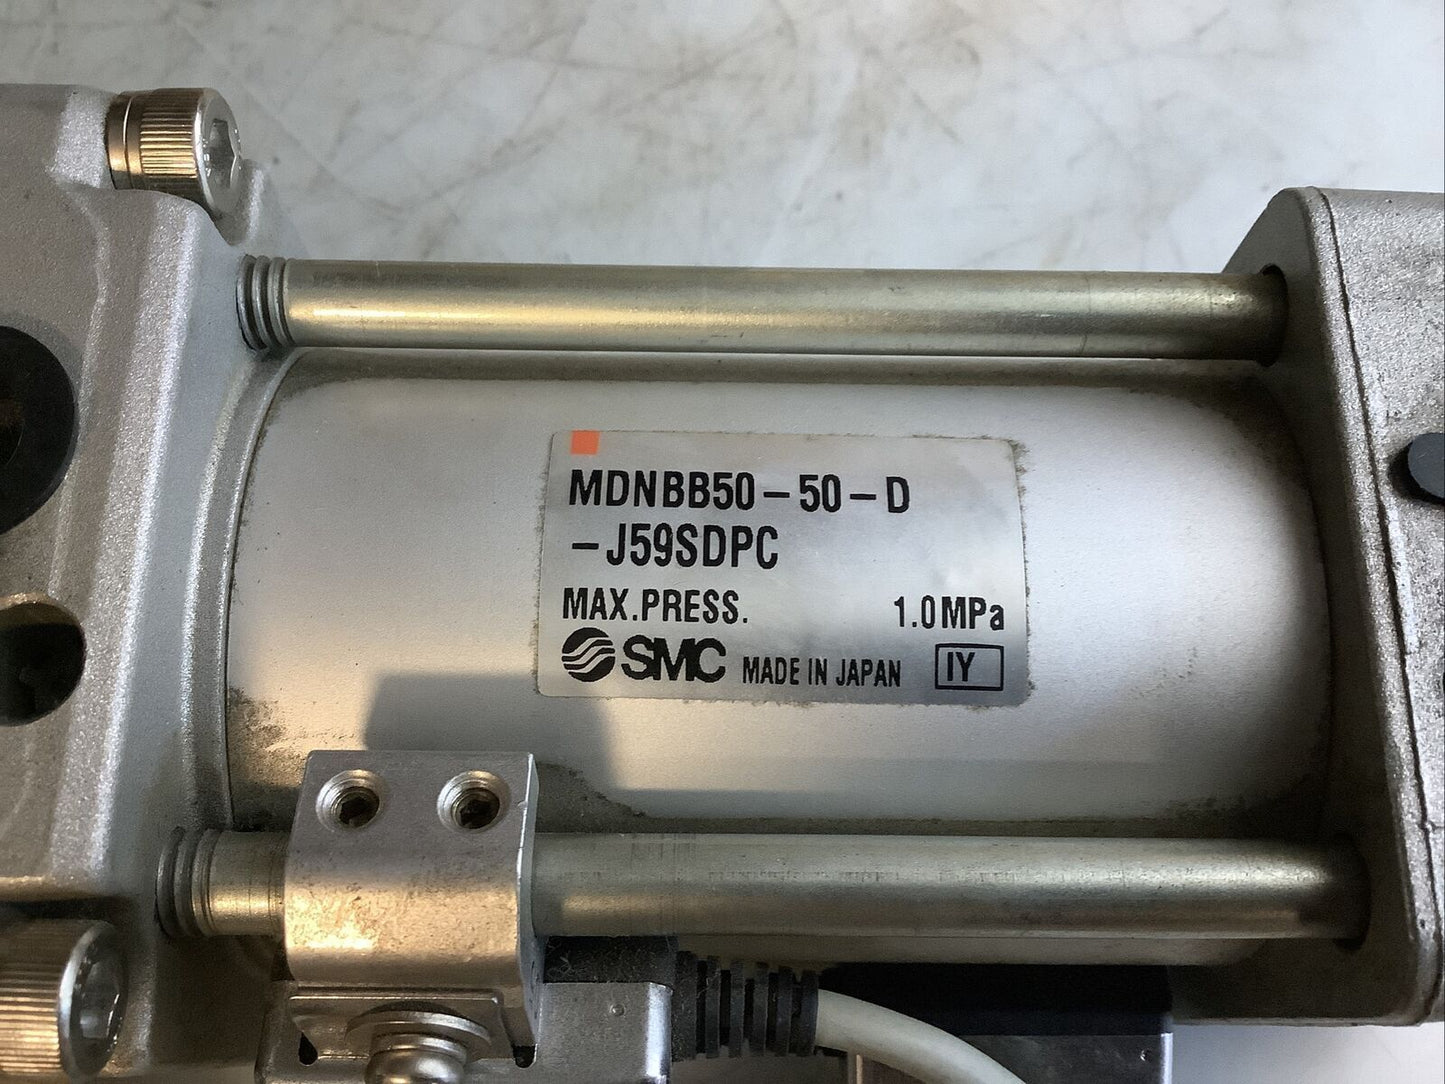 MDNBB50-50-D
-J59SDPC
MAX.PRESS. 1.0MPa
SMC MADE IN JAPAN IY